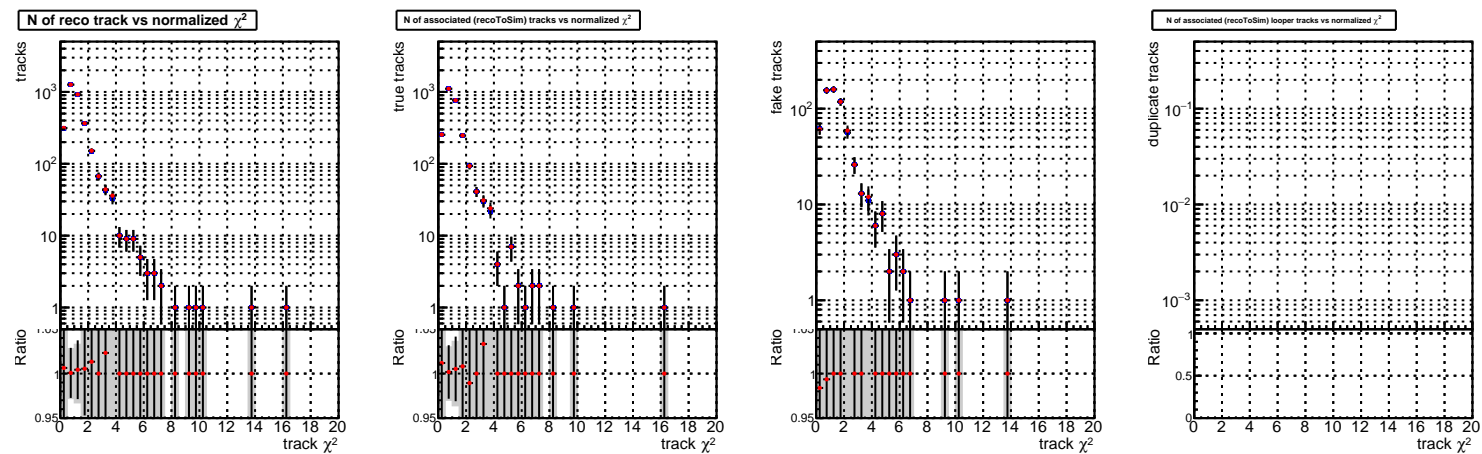 N of reco track vs normalized χ²
tracks
10³
10²
10
1
Ratio
1.05
1
0.95
0 2 4 6 8 10 12 14 16 18 20
track χ²
N of associated (recoToSim) tracks vs normalized χ²
true tracks
10³
10²
10
1
Ratio
1.05
1
0.95
0 2 4 6 8 10 12 14 16 18 20
track χ²
fake tracks
10²
10
1
Ratio
1.05
1
0.95
0 2 4 6 8 10 12 14 16 18 20
track χ²
N of associated (recoToSim) looper tracks vs normalized χ²
duplicate tracks
10⁻¹
10⁻²
10⁻³
Ratio
1
0.5
0
0 2 4 6 8 10 12 14 16 18 20
track χ²